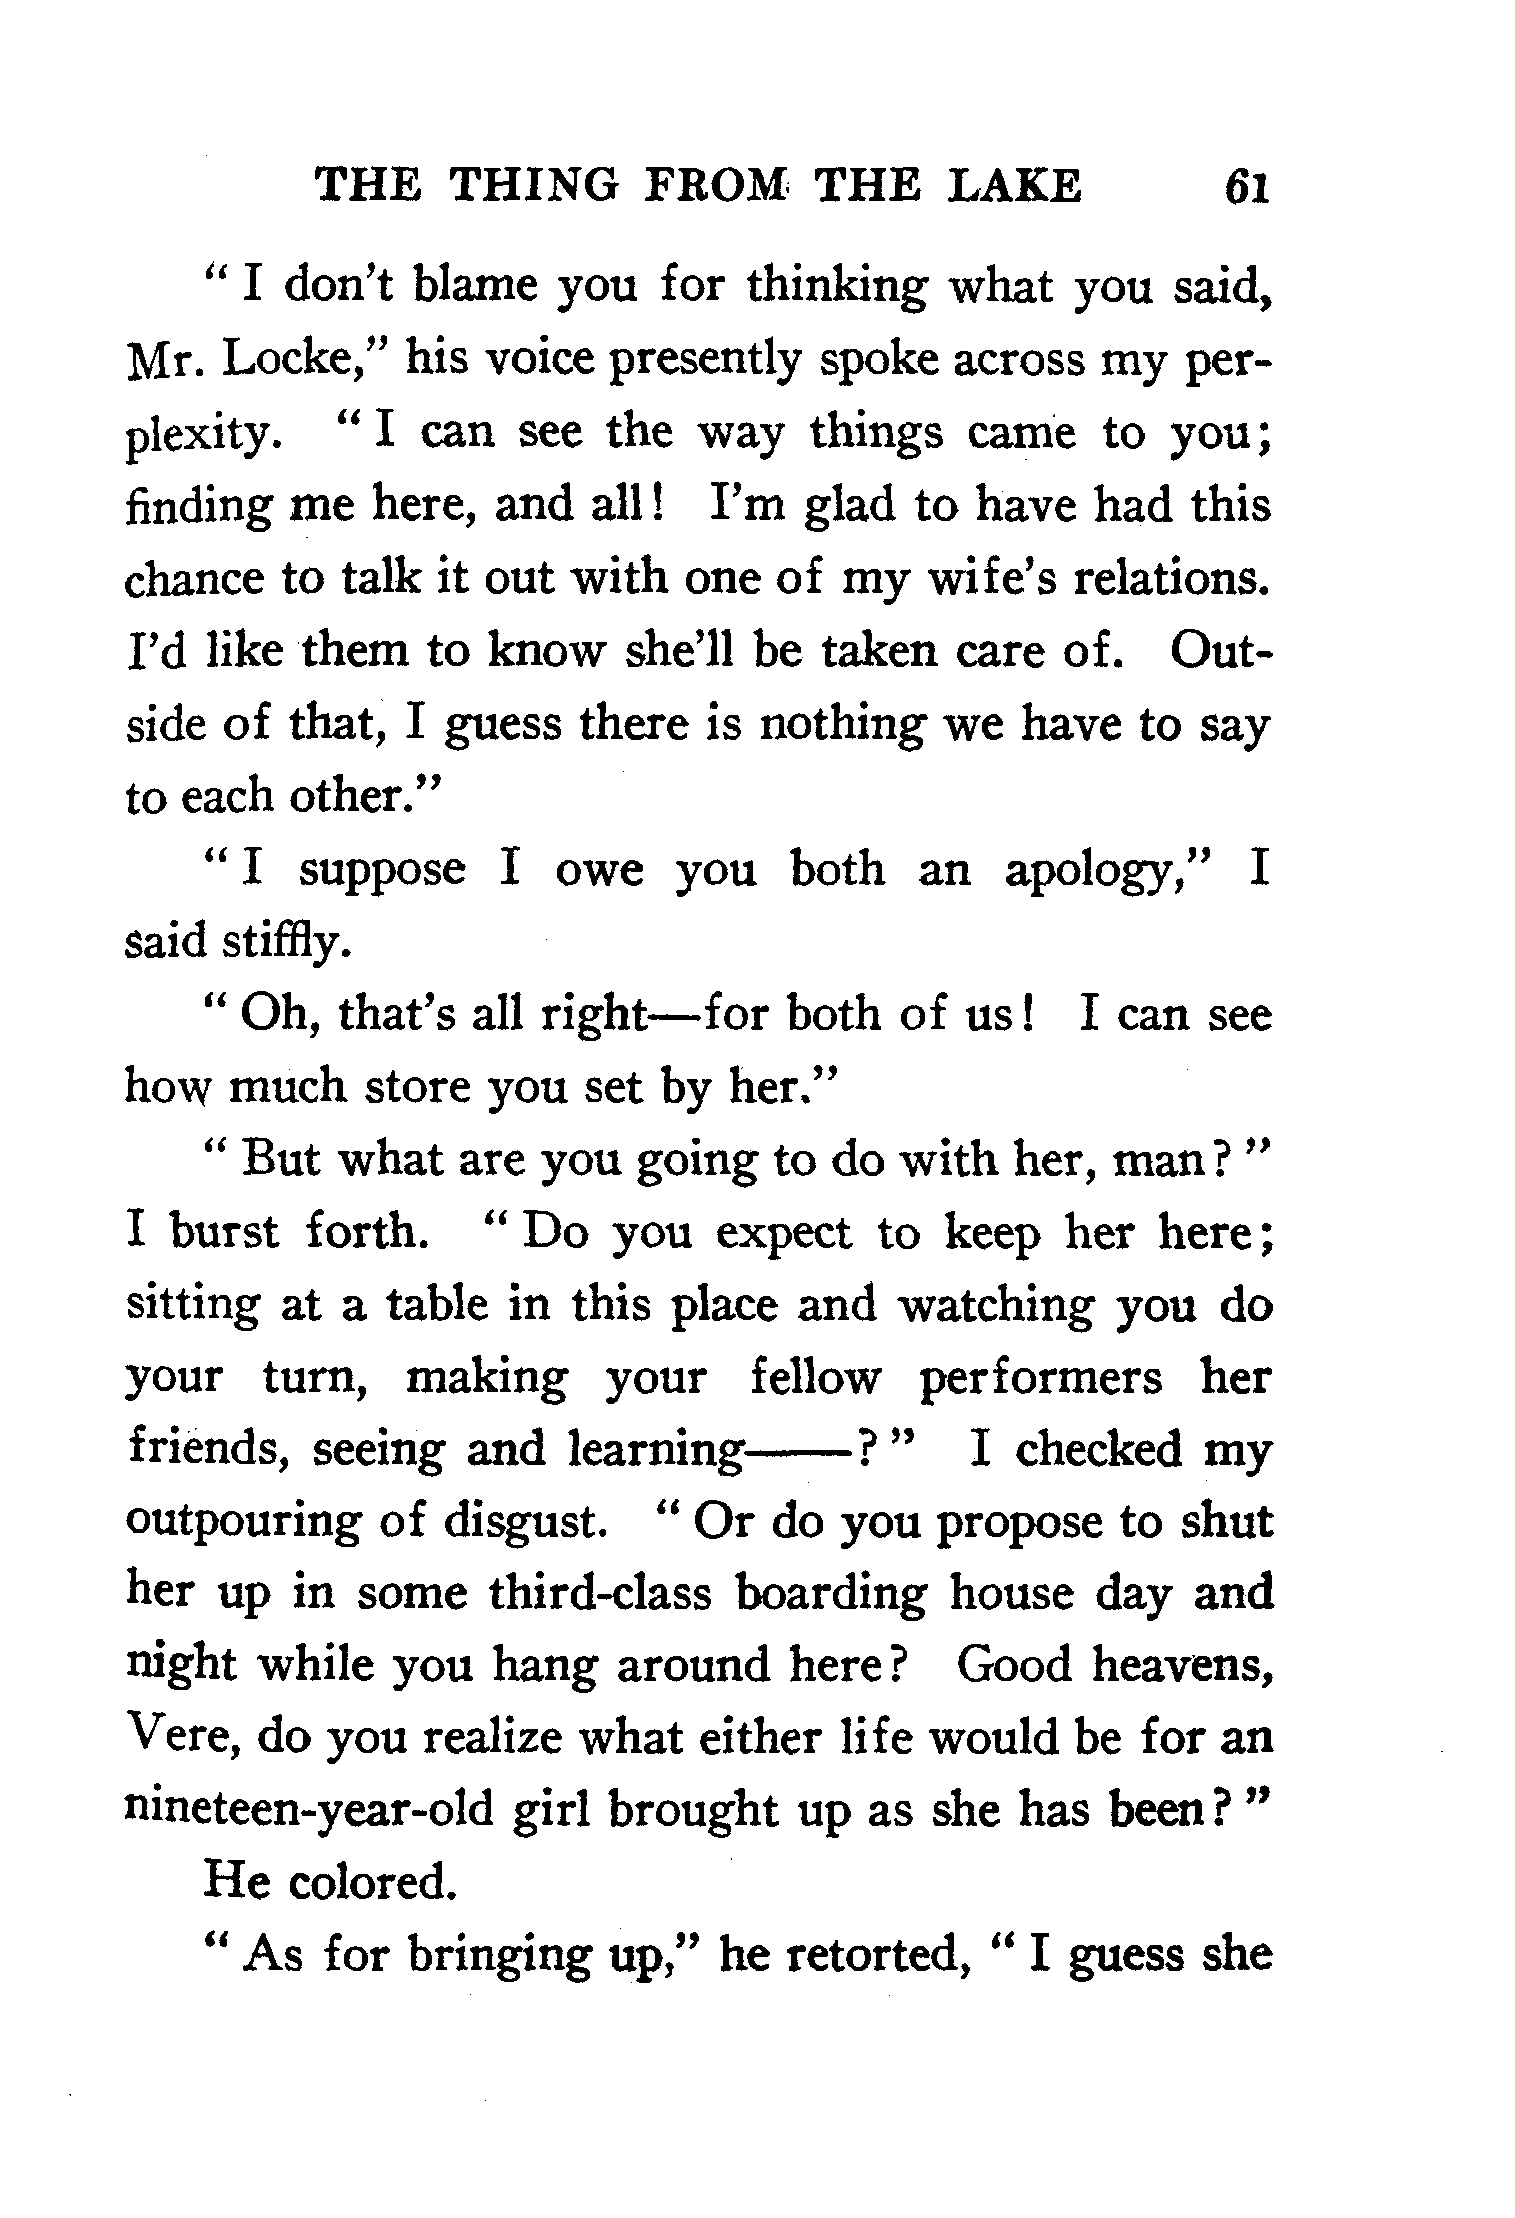 THE THING FROM THE LAKE 61
" I don't blame you for thinking what you said,
Mr. Locke," his voice presently spoke across my per-
plexity. " I can see the way things came to you;
finding me here, and all! I'm glad to have had this
chance to talk it out with one of my wife's relations.
I'd like them to know she'll be taken care of. Out-
side of that, I guess there is nothing we have to say
to each other."
" I suppose I owe you both an apology," I
said stiffly.
" Oh, that's all right—for both of us! I can see
how much store you set by her."
" But what are you going to do with her, man? "
I burst forth. " Do you expect to keep her here;
sitting at a table in this place and watching you do
your turn, making your fellow performers her
friends, seeing and learning——? " I checked my
outpouring of disgust. " Or do you propose to shut
her up in some third-class boarding house day and
night while you hang around here? Good heavens,
Vere, do you realize what either life would be for an
nineteen-year-old girl brought up as she has been? "
He colored.
" As for bringing up," he retorted, " I guess she